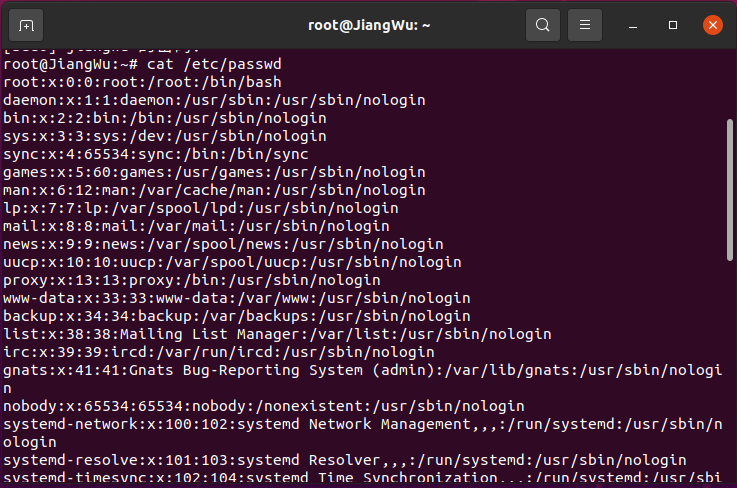 root@JiangWu: ~
root@JiangWu:~# cat /etc/passwd
root:x:0:0:root:/root:/bin/bash
daemon:x:1:1:daemon:/usr/sbin:/usr/sbin/nologin
bin:x:2:2:bin:/bin:/usr/sbin/nologin
sys:x:3:3:sys:/dev:/usr/sbin/nologin
sync:x:4:65534:sync:/bin:/bin/sync
games:x:5:60:games:/usr/games:/usr/sbin/nologin
man:x:6:12:man:/var/cache/man:/usr/sbin/nologin
lp:x:7:7:lp:/var/spool/lpd:/usr/sbin/nologin
mail:x:8:8:mail:/var/mail:/usr/sbin/nologin
news:x:9:9:news:/var/spool/news:/usr/sbin/nologin
uucp:x:10:10:uucp:/var/spool/uucp:/usr/sbin/nologin
proxy:x:13:13:proxy:/bin:/usr/sbin/nologin
www-data:x:33:33:www-data:/var/www:/usr/sbin/nologin
backup:x:34:34:backup:/var/backups:/usr/sbin/nologin
list:x:38:38:Mailing List Manager:/var/list:/usr/sbin/nologin
irc:x:39:39:ircd:/var/run/ircd:/usr/sbin/nologin
gnats:x:41:41:Gnats Bug-Reporting System (admin):/var/lib/gnats:/usr/sbin/nologi
n
nobody:x:65534:65534:nobody:/nonexistent:/usr/sbin/nologin
systemd-network:x:100:102:systemd Network Management,,,:/run/systemd:/usr/sbin/n
ologin
systemd-resolve:x:101:103:systemd Resolver,,,:/run/systemd:/usr/sbin/nologin
systemd-timesync:x:102:104:systemd Time Synchronization,,,:/run/systemd:/usr/sbi